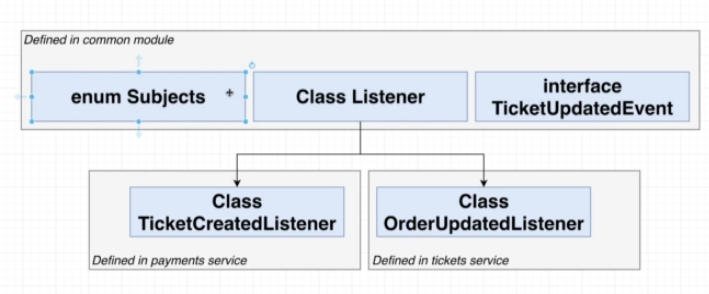 Defined in common module
enum Subjects
Class Listener
interface
TicketUpdatedEvent
Class
TicketCreatedListener
Defined in payments service
Class
OrderUpdatedListener
Defined in tickets service